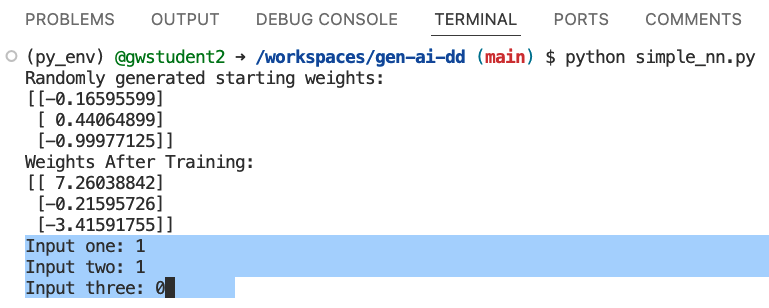 PROBLEMS OUTPUT DEBUG CONSOLE TERMINAL PORTS COMMENTS
(py_env) @gwstudent2 ➜ /workspaces/gen-ai-dd (main) $ python simple_nn.py
Randomly generated starting weights:
[[-0.16595599]
 [ 0.44064899]
 [-0.99977125]]
Weights After Training:
[[ 7.26038842]
 [-0.21595726]
 [-3.41591755]]
Input one: 1
Input two: 1
Input three: 0